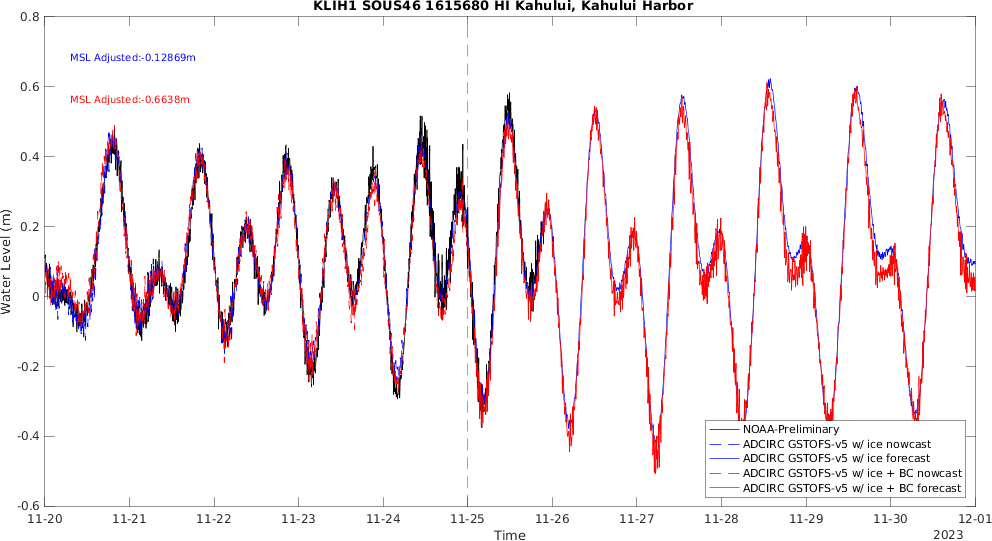 KLIH1 SOUS46 1615680 HI Kahului, Kahului Harbor
MSL Adjusted:-0.12869m
MSL Adjusted:-0.6638m
Water Level (m)
0.8
0.6
0.4
0.2
0
-0.2
-0.4
-0.6
NOAA-Preliminary
ADCIRC GSTOFS-v5 w/ ice nowcast
ADCIRC GSTOFS-v5 w/ ice forecast
ADCIRC GSTOFS-v5 w/ ice + BC nowcast
ADCIRC GSTOFS-v5 w/ ice + BC forecast
11-20 11-21 11-22 11-23 11-24 11-25 11-26 11-27 11-28 11-29 11-30 12-01
Time
2023